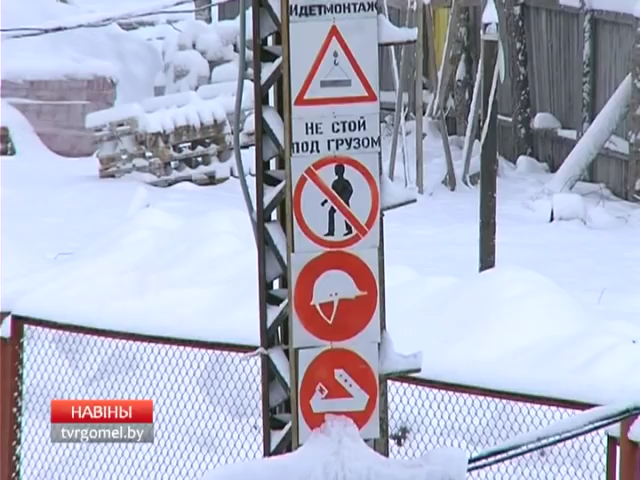 ИДЕТМОНТАЖ
НЕ СТОЙ
ПОД ГРУЗОМ
НАВІНЫ
tvrgomel.by